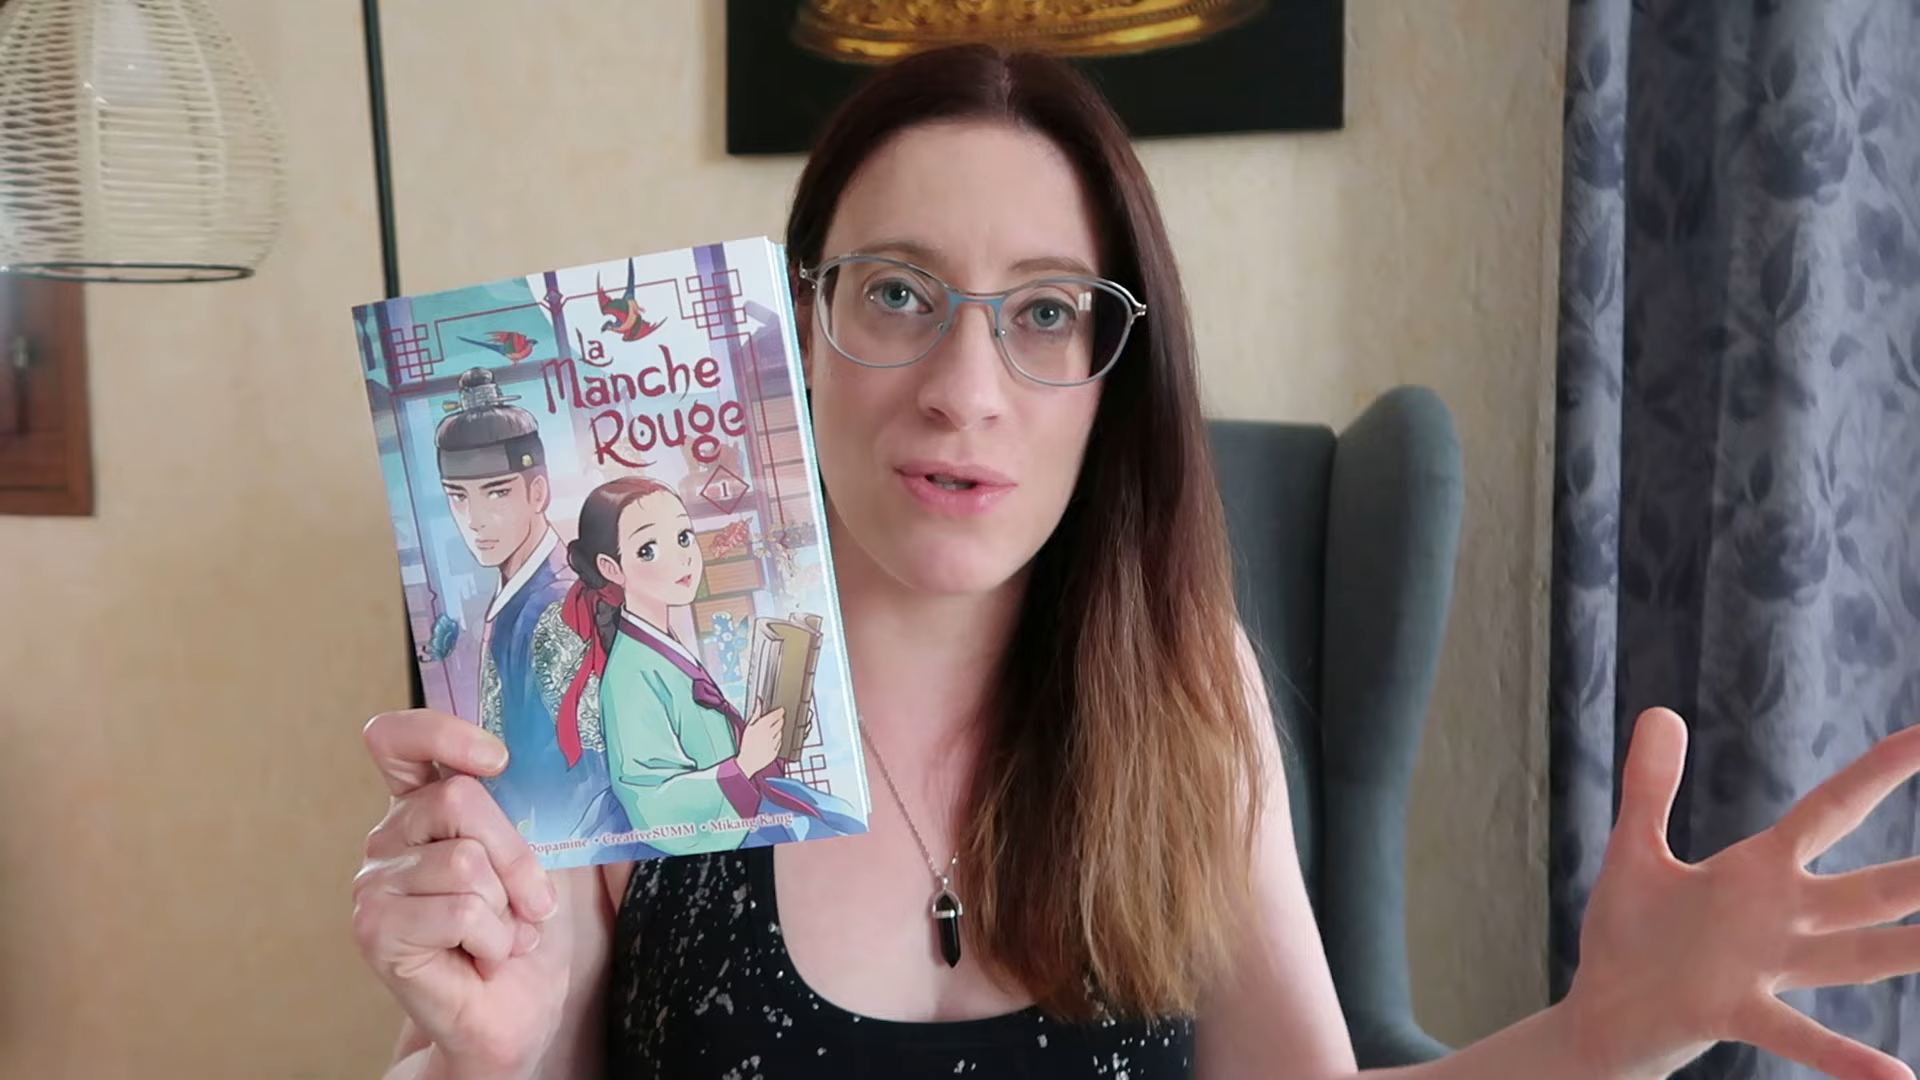 la
Manche
Rouge
1
Dopamine • CreativeSUMM • Mikang Kang